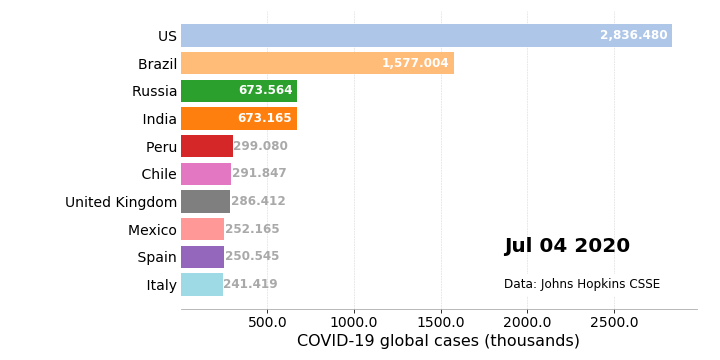 US 2,836.480
Brazil 1,577.004
Russia 673.564
India 673.165
Peru 299.080
Chile 291.847
United Kingdom 286.412
Mexico 252.165
Spain 250.545
Italy 241.419
Jul 04 2020
Data: Johns Hopkins CSSE
500.0 1000.0 1500.0 2000.0 2500.0
COVID-19 global cases (thousands)